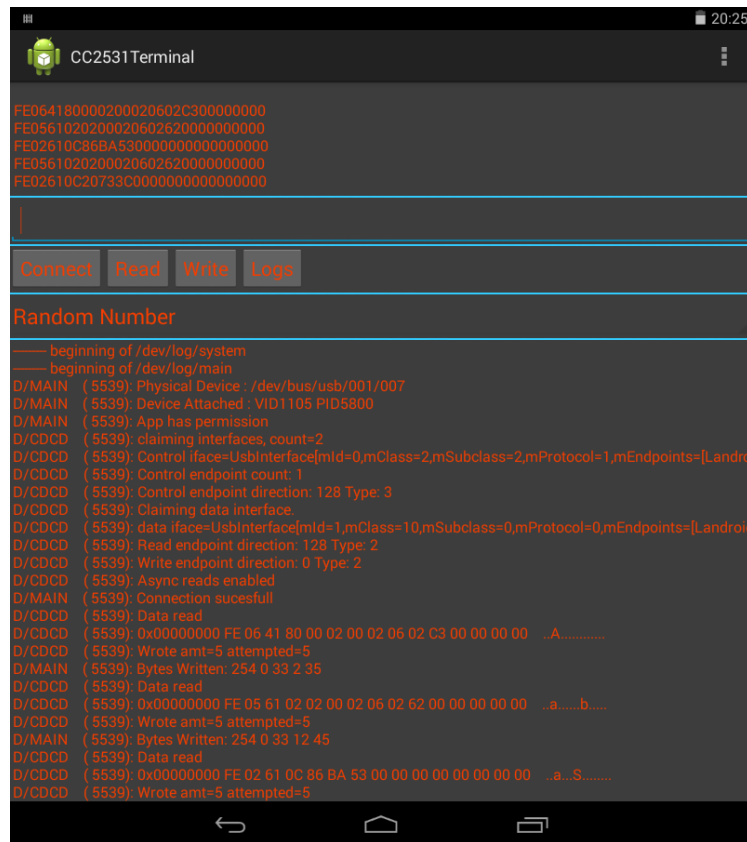 20:25
CC2531Terminal
FE064180000200020602C300000000
FE0561020200020602620000000000
FE02610C86BA530000000000000000
FE0561020200020602620000000000
FE02610C20733C0000000000000000
Connect Read Write Logs
Random Number
--------- beginning of /dev/log/system
--------- beginning of /dev/log/main
D/MAIN ( 5539): Physical Device : /dev/bus/usb/001/007
D/MAIN ( 5539): Device Attached : VID1105 PID5800
D/MAIN ( 5539): App has permission
D/CDCD ( 5539): claiming interfaces, count=2
D/CDCD ( 5539): Control iface=UsbInterface[mId=0,mClass=2,mSubclass=2,mProtocol=1,mEndpoints=[Landro
D/CDCD ( 5539): Control endpoint count: 1
D/CDCD ( 5539): Control endpoint direction: 128 Type: 3
D/CDCD ( 5539): Claiming data interface.
D/CDCD ( 5539): data iface=UsbInterface[mId=1,mClass=10,mSubclass=0,mProtocol=0,mEndpoints=[Landroi
D/CDCD ( 5539): Read endpoint direction: 128 Type: 2
D/CDCD ( 5539): Write endpoint direction: 0 Type: 2
D/CDCD ( 5539): Async reads enabled
D/MAIN ( 5539): Connection sucesfull
D/CDCD ( 5539): Data read
D/CDCD ( 5539): 0x00000000 FE 06 41 80 00 02 00 02 06 02 C3 00 00 00 00 ..A............
D/CDCD ( 5539): Wrote amt=5 attempted=5
D/MAIN ( 5539): Bytes Written: 254 0 33 2 35
D/CDCD ( 5539): Data read
D/CDCD ( 5539): 0x00000000 FE 05 61 02 02 00 02 06 02 62 00 00 00 00 00 ..a......b.....
D/CDCD ( 5539): Wrote amt=5 attempted=5
D/MAIN ( 5539): Bytes Written: 254 0 33 12 45
D/CDCD ( 5539): Data read
D/CDCD ( 5539): 0x00000000 FE 02 61 0C 86 BA 53 00 00 00 00 00 00 00 00 ..a...S........
D/CDCD ( 5539): Wrote amt=5 attempted=5